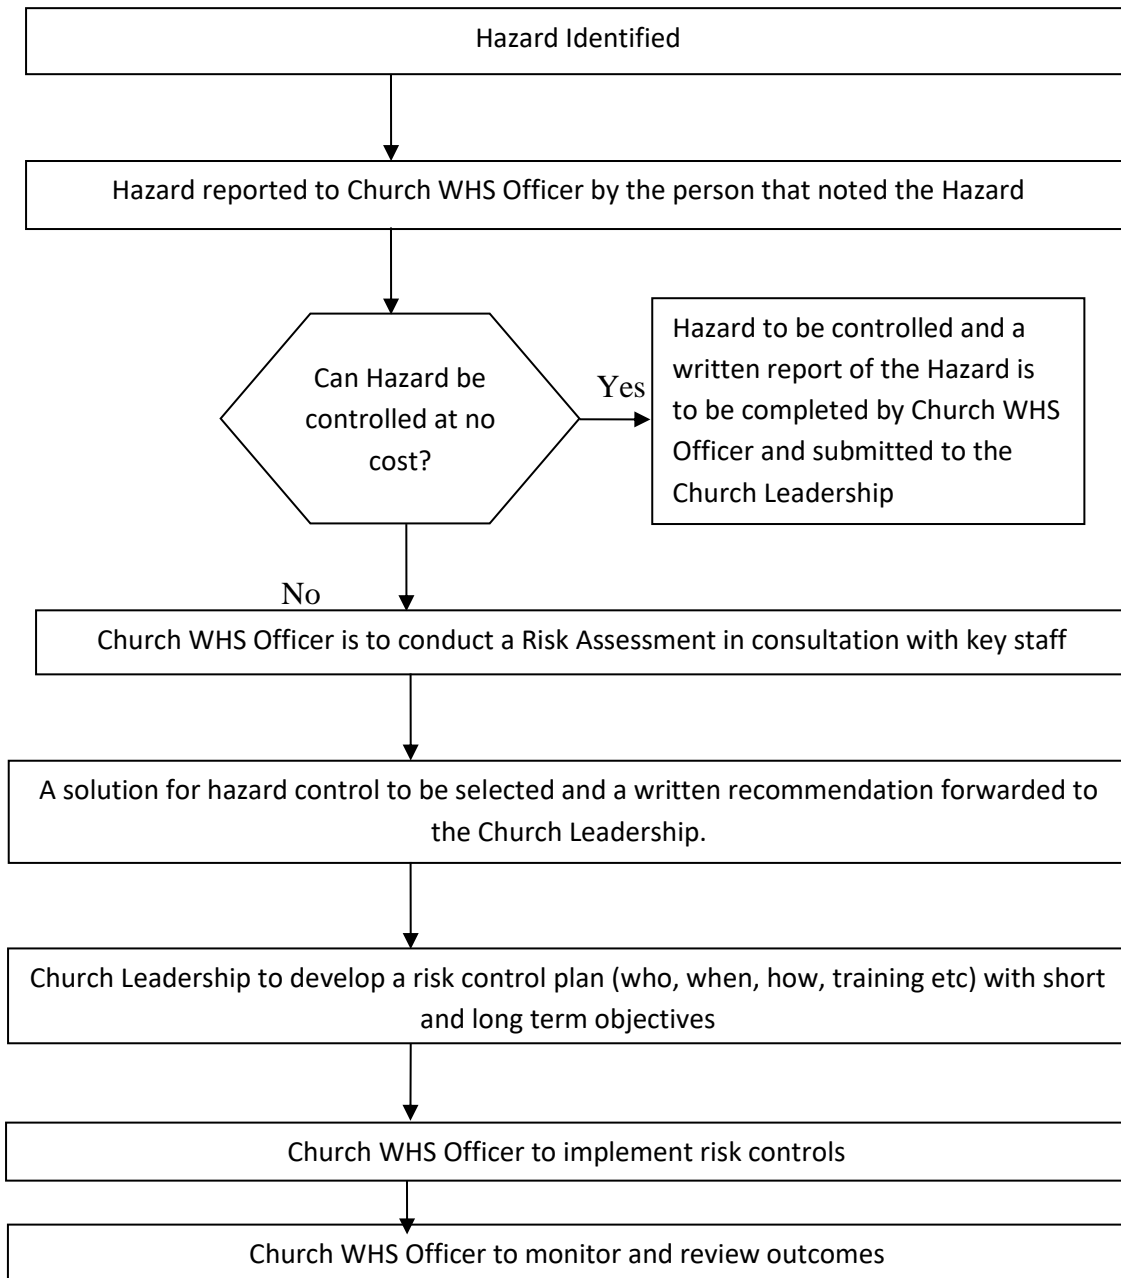 Hazard Identified
Hazard reported to Church WHS Officer by the person that noted the Hazard
Can Hazard be
controlled at no
cost?
Yes
Hazard to be controlled and a
written report of the Hazard is
to be completed by Church WHS
Officer and submitted to the
Church Leadership
No
Church WHS Officer is to conduct a Risk Assessment in consultation with key staff
A solution for hazard control to be selected and a written recommendation forwarded to
the Church Leadership.
Church Leadership to develop a risk control plan (who, when, how, training etc) with short
and long term objectives
Church WHS Officer to implement risk controls
Church WHS Officer to monitor and review outcomes